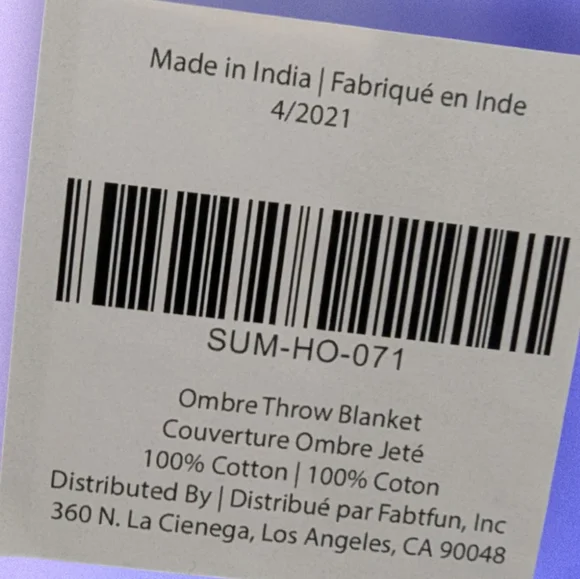 Made in India | Fabriqué en Inde
4/2021
SUM-HO-071
Ombre Throw Blanket
Couverture Ombre Jeté
100% Cotton | 100% Coton
Distributed By | Distribué par Fabtfun, Inc
360 N. La Cienega, Los Angeles, CA 90048